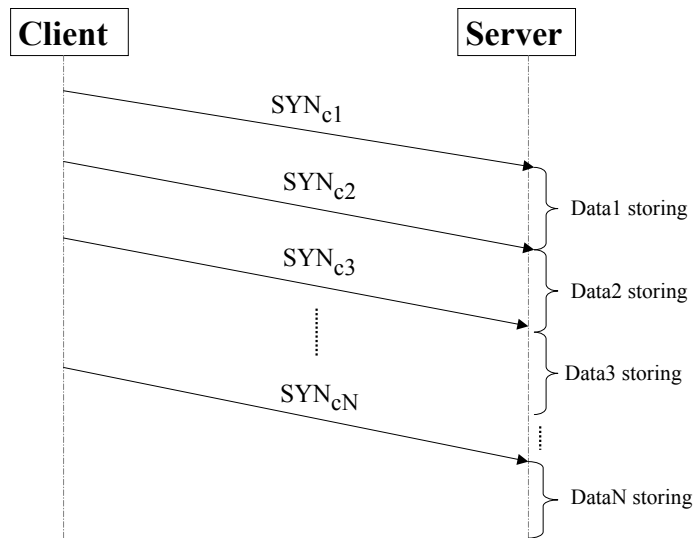 Client
Server
SYNc1
SYNc2
Data1 storing
SYNc3
Data2 storing
Data3 storing
SYNcN
DataN storing